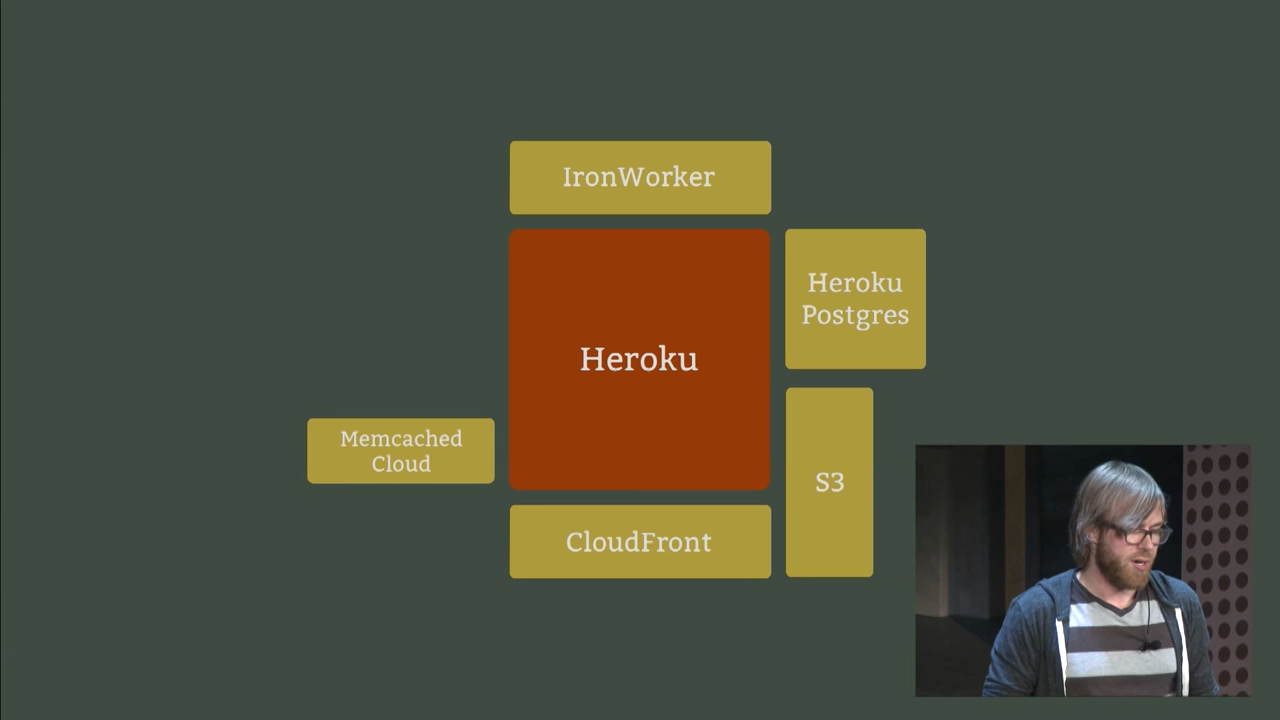 IronWorker
Heroku
Heroku
Postgres
Memcached
Cloud
S3
CloudFront